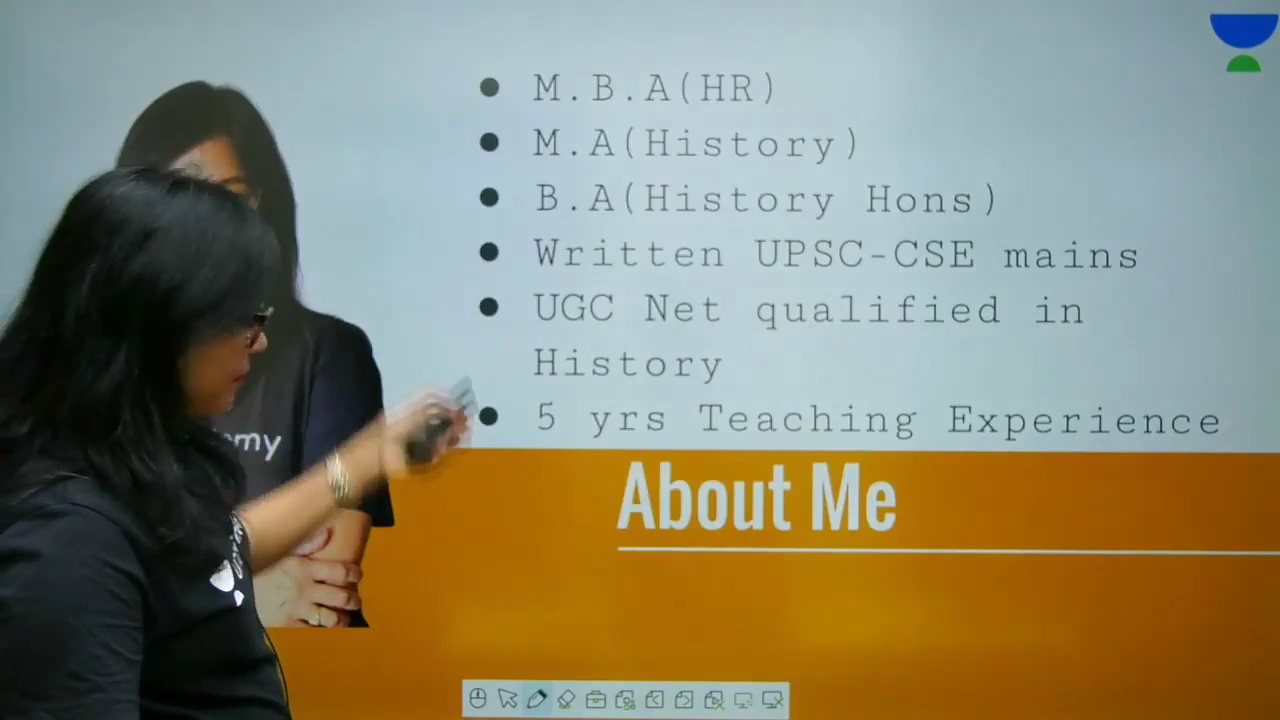 M.B.A(HR)
M.A(History)
B.A(History Hons)
Written UPSC-CSE mains
UGC Net qualified in
History
5 yrs Teaching Experience
About Me